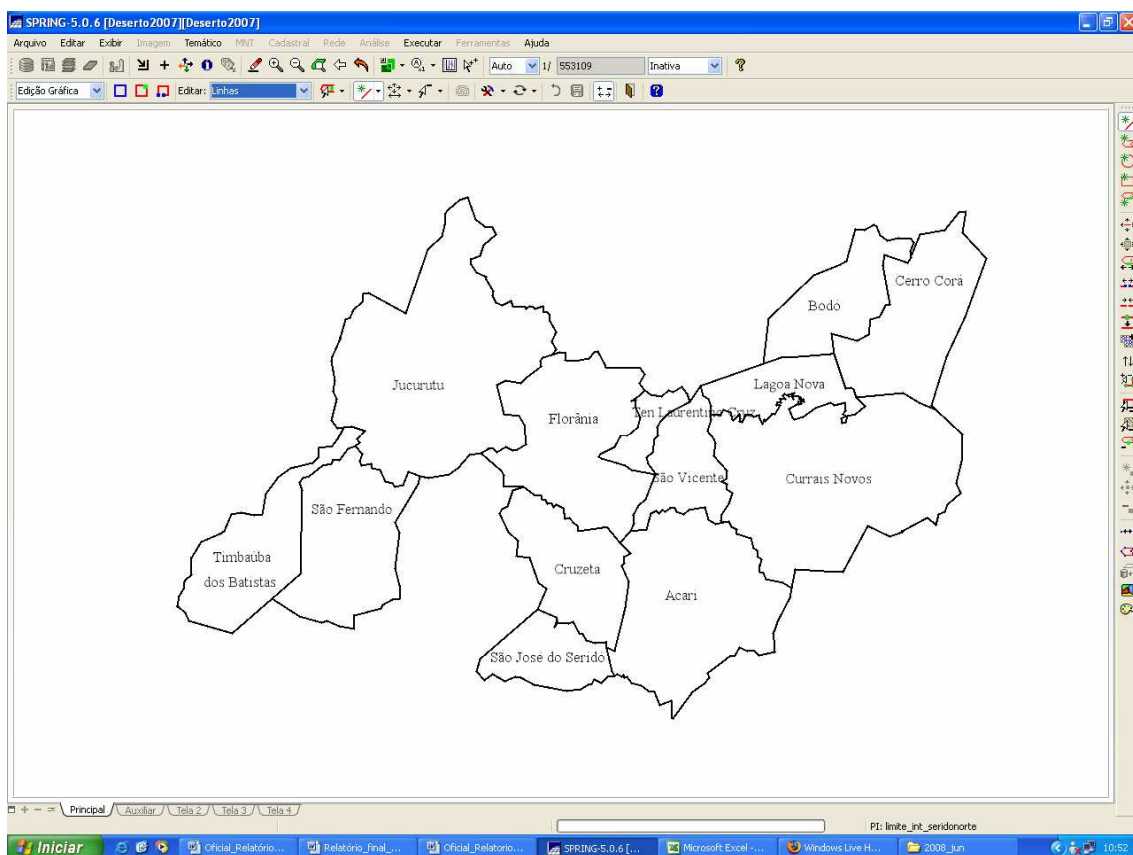 SPRING-5.0.6 [Deserto2007][Deserto2007]
Arquivo Editar Exibir Imagem Temático MNT Cadastral Rede Análise Executar Ferramentas Ajuda
Auto 1/ 553109 Inativa
Edição Gráfica Editar: Linhas
Cerro Corá
Bodó
Lagoa Nova
Jucurutu
Florânia
Ten Laurentino Cruz
São Vicente
Currais Novos
São Fernando
Timbaúba
dos Batistas
Cruzeta
Acari
São José do Seridó
Principal Auxiliar Tela 2 Tela 3 Tela 4
PI: limite_int_seridonorte
Iniciar Oficial_Relatório... Relatório_final_... Oficial_Relatorio... SPRING-5.0.6 [... Microsoft Excel -... Windows Live H... 2008_jun 10:52